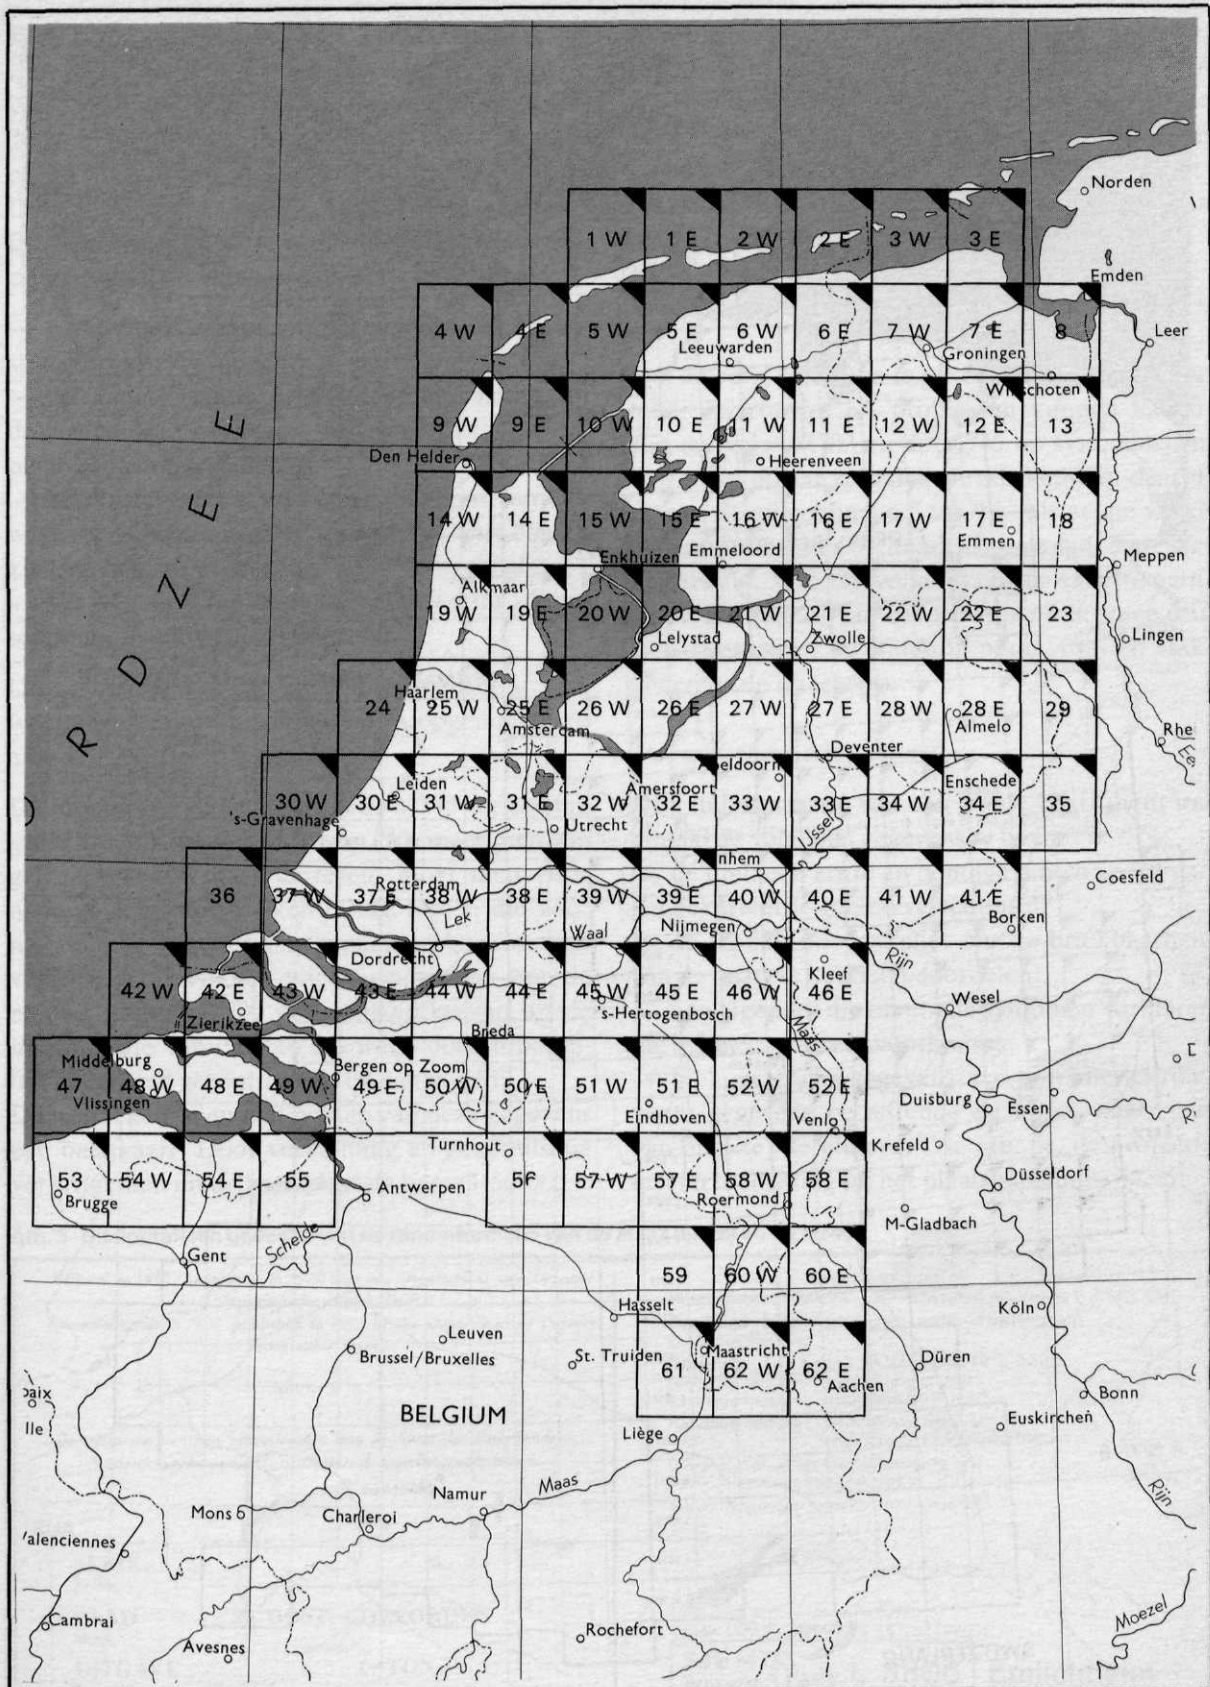 Norden
1 W 1 E 2 W 2 E 3 W 3 E
Emden
4 W 4 E 5 W 5 E 6 W 6 E 7 W 7 E 8
Leer
Leeuwarden
Groningen
Winschoten
9 W 9 E 10 W 10 E 11 W 11 E 12 W 12 E 13
Den Helder
Heerenveen
14 W 14 E 15 W 15 E 16 W 16 E 17 W 17 E 18
Emmen
Enkhuizen
Emmeloord
Meppen
Alkmaar
19 W 19 E 20 W 20 E 21 W 21 E 22 W 22 E 23
Lelystad
Zwolle
Lingen
RDZEE
Haarlem
24 25 W 25 E 26 W 26 E 27 W 27 E 28 W 28 E 29
Amsterdam
Almelo
Rhe
Deventer
Apeldoorn
Enschede
Leiden
Amersfoort
30 W 30 E 31 W 31 E 32 W 32 E 33 W 33 E 34 W 34 E 35
's-Gravenhage
Utrecht
IJssel
Arnhem
Rotterdam
36 37 W 37 E 38 W 38 E 39 W 39 E 40 W 40 E 41 W 41 E
Coesfeld
Lek
Waal
Nijmegen
Borken
Dordrecht
Rijn
Kleef
42 W 42 E 43 W 43 E 44 W 44 E 45 W 45 E 46 W 46 E
Wesel
Zierikzee
's-Hertogenbosch
Breda
Maas
Middelburg
Bergen op Zoom
47 48 W 48 E 49 W 49 E 50 W 50 E 51 W 51 E 52 W 52 E
Vlissingen
Eindhoven
Venlo
Duisburg
Essen
Turnhout
Krefeld
53 54 W 54 E 55 56 57 W 57 E 58 W 58 E
Brugge
Antwerpen
Roermond
Düsseldorf
M-Gladbach
Schelde
Gent
59 60 W 60 E
Hasselt
Köln
Leuven
Brussel/Bruxelles
St. Truiden
Maastricht
Düren
61 62 W 62 E
Aachen
Bonn
BELGIUM
Euskirchen
Liège
Maas
Namur
Rijn
Mons
Charleroi
alenciennes
Cambrai
Avesnes
Rochefort
Moezel